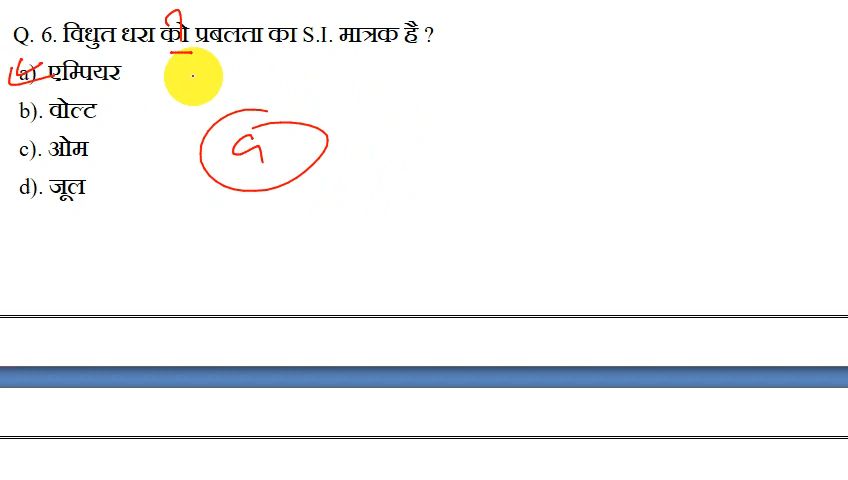 Q. 6. विधुत धरा को प्रबलता का S.I. मात्रक है ?
a). एम्पियर
b). वोल्ट
c). ओम
d). जूल